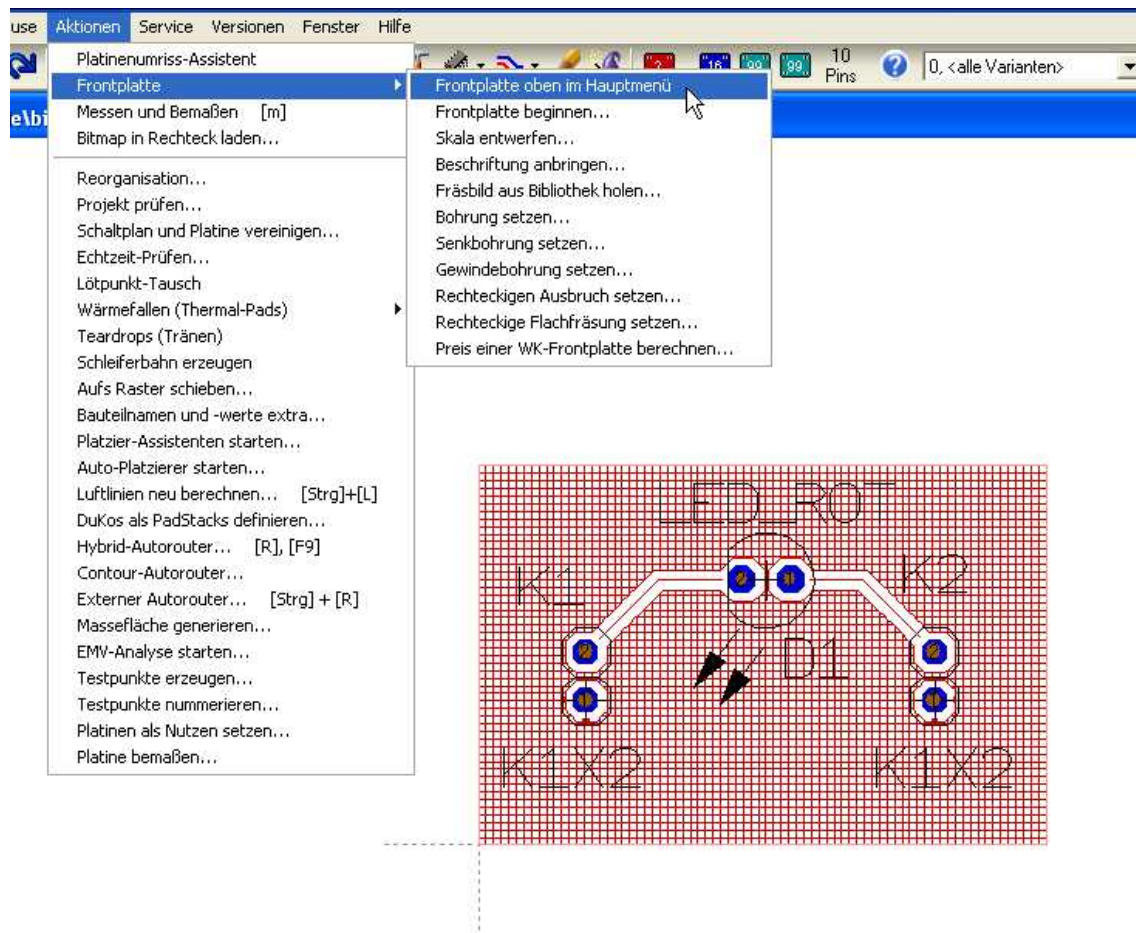 use Aktionen Service Versionen Fenster Hilfe
10
Pins
0, <alle Varianten>
e\bi
Platinenumriss-Assistent
Frontplatte
Messen und Bemaßen [m]
Bitmap in Rechteck laden...
Reorganisation...
Projekt prüfen...
Schaltplan und Platine vereinigen...
Echtzeit-Prüfen...
Lötpunkt-Tausch
Wärmefallen (Thermal-Pads)
Teardrops (Tränen)
Schleiferbahn erzeugen
Aufs Raster schieben...
Bauteilnamen und -werte extra...
Platzier-Assistenten starten...
Auto-Platzierer starten...
Luftlinien neu berechnen... [Strg]+[L]
DuKos als PadStacks definieren...
Hybrid-Autorouter... [R], [F9]
Contour-Autorouter...
Externer Autorouter... [Strg] + [R]
Massefläche generieren...
EMV-Analyse starten...
Testpunkte erzeugen...
Testpunkte nummerieren...
Platinen als Nutzen setzen...
Platine bemaßen...
Frontplatte oben im Hauptmenü
Frontplatte beginnen...
Skala entwerfen...
Beschriftung anbringen...
Fräsbild aus Bibliothek holen...
Bohrung setzen...
Senkbohrung setzen...
Gewindebohrung setzen...
Rechteckigen Ausbruch setzen...
Rechteckige Flachfräsung setzen...
Preis einer WK-Frontplatte berechnen...
LED_ROT
K1
K2
D1
K1X2
K1X2